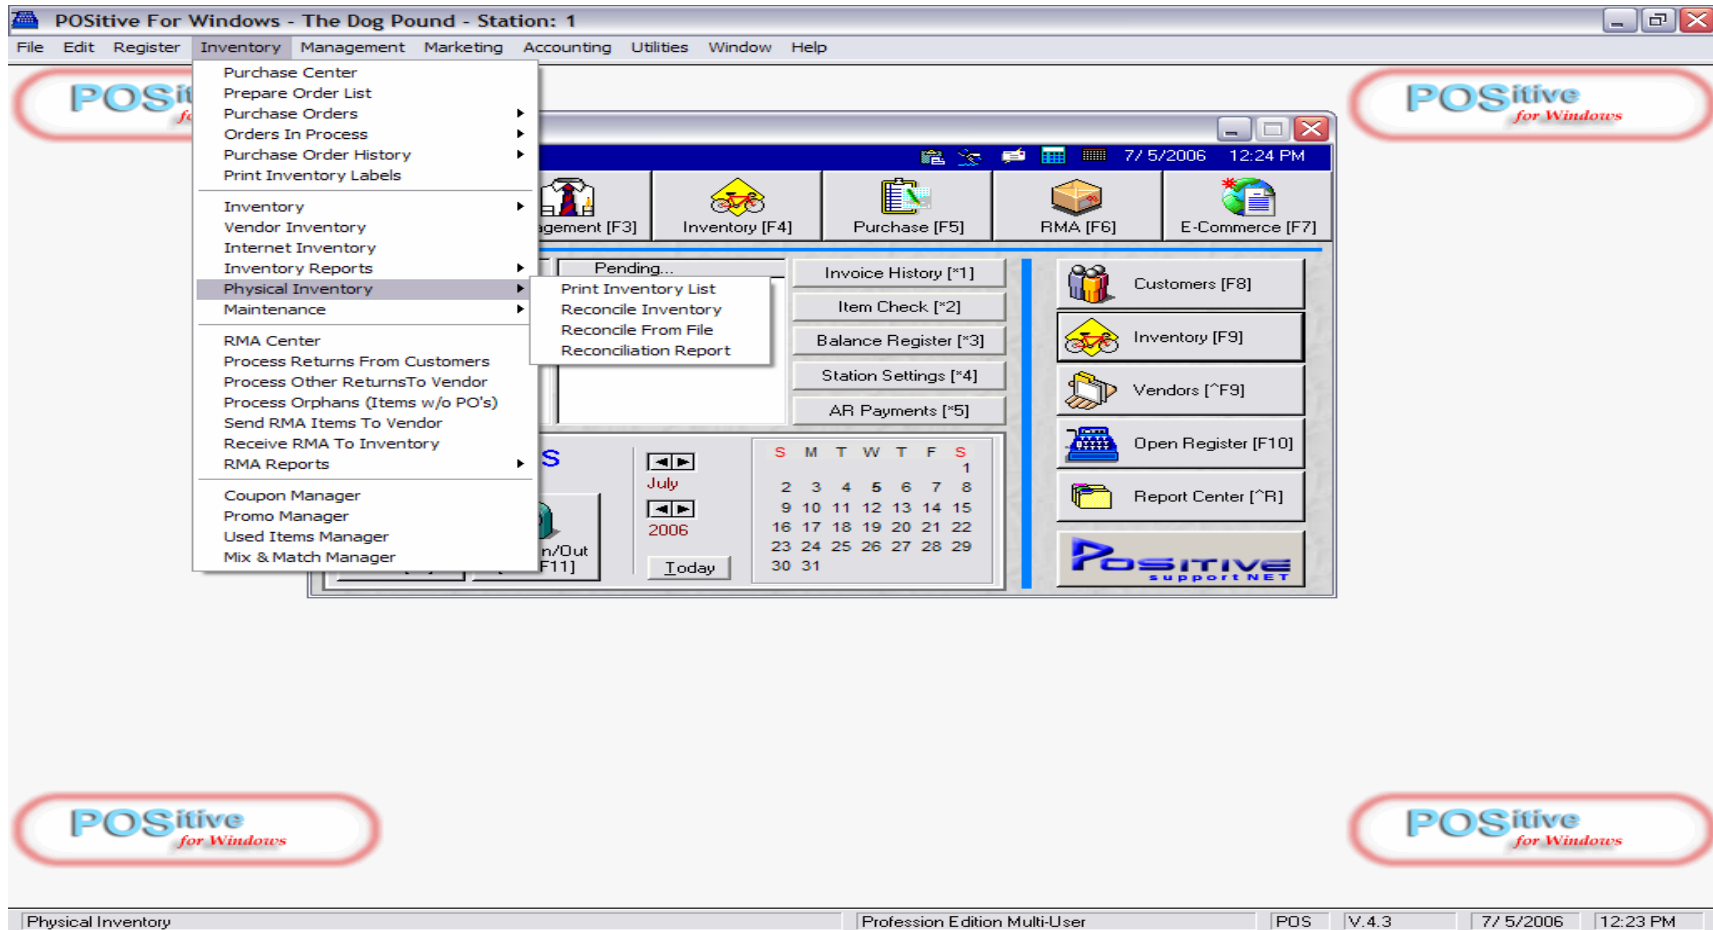 POSitive For Windows - The Dog Pound - Station: 1
File Edit Register Inventory Management Marketing Accounting Utilities Window Help
Purchase Center
Prepare Order List
Purchase Orders
Orders In Process
Purchase Order History
Print Inventory Labels
Inventory
Vendor Inventory
Internet Inventory
Inventory Reports
Physical Inventory
Maintenance
RMA Center
Process Returns From Customers
Process Other ReturnsTo Vendor
Process Orphans (Items w/o PO's)
Send RMA Items To Vendor
Receive RMA To Inventory
RMA Reports
Coupon Manager
Promo Manager
Used Items Manager
Mix & Match Manager
Print Inventory List
Reconcile Inventory
Reconcile From File
Reconciliation Report
POSitive
for Windows
7/ 5/2006 12:24 PM
agement [F3] Inventory [F4] Purchase [F5] RMA [F6] E-Commerce [F7]
Pending...
Invoice History [*1]
Item Check [*2]
Balance Register [*3]
Station Settings [*4]
AR Payments [*5]
Customers [F8]
Inventory [F9]
Vendors [^F9]
Open Register [F10]
Report Center [^R]
POSITIVE
supportNET
S
July
2006
Today
n/Out
F11]
S M T W T F S
1
2 3 4 5 6 7 8
9 10 11 12 13 14 15
16 17 18 19 20 21 22
23 24 25 26 27 28 29
30 31
POSitive
for Windows
POSitive
for Windows
Physical Inventory Profession Edition Multi-User POS V.4.3 7/ 5/2006 12:23 PM